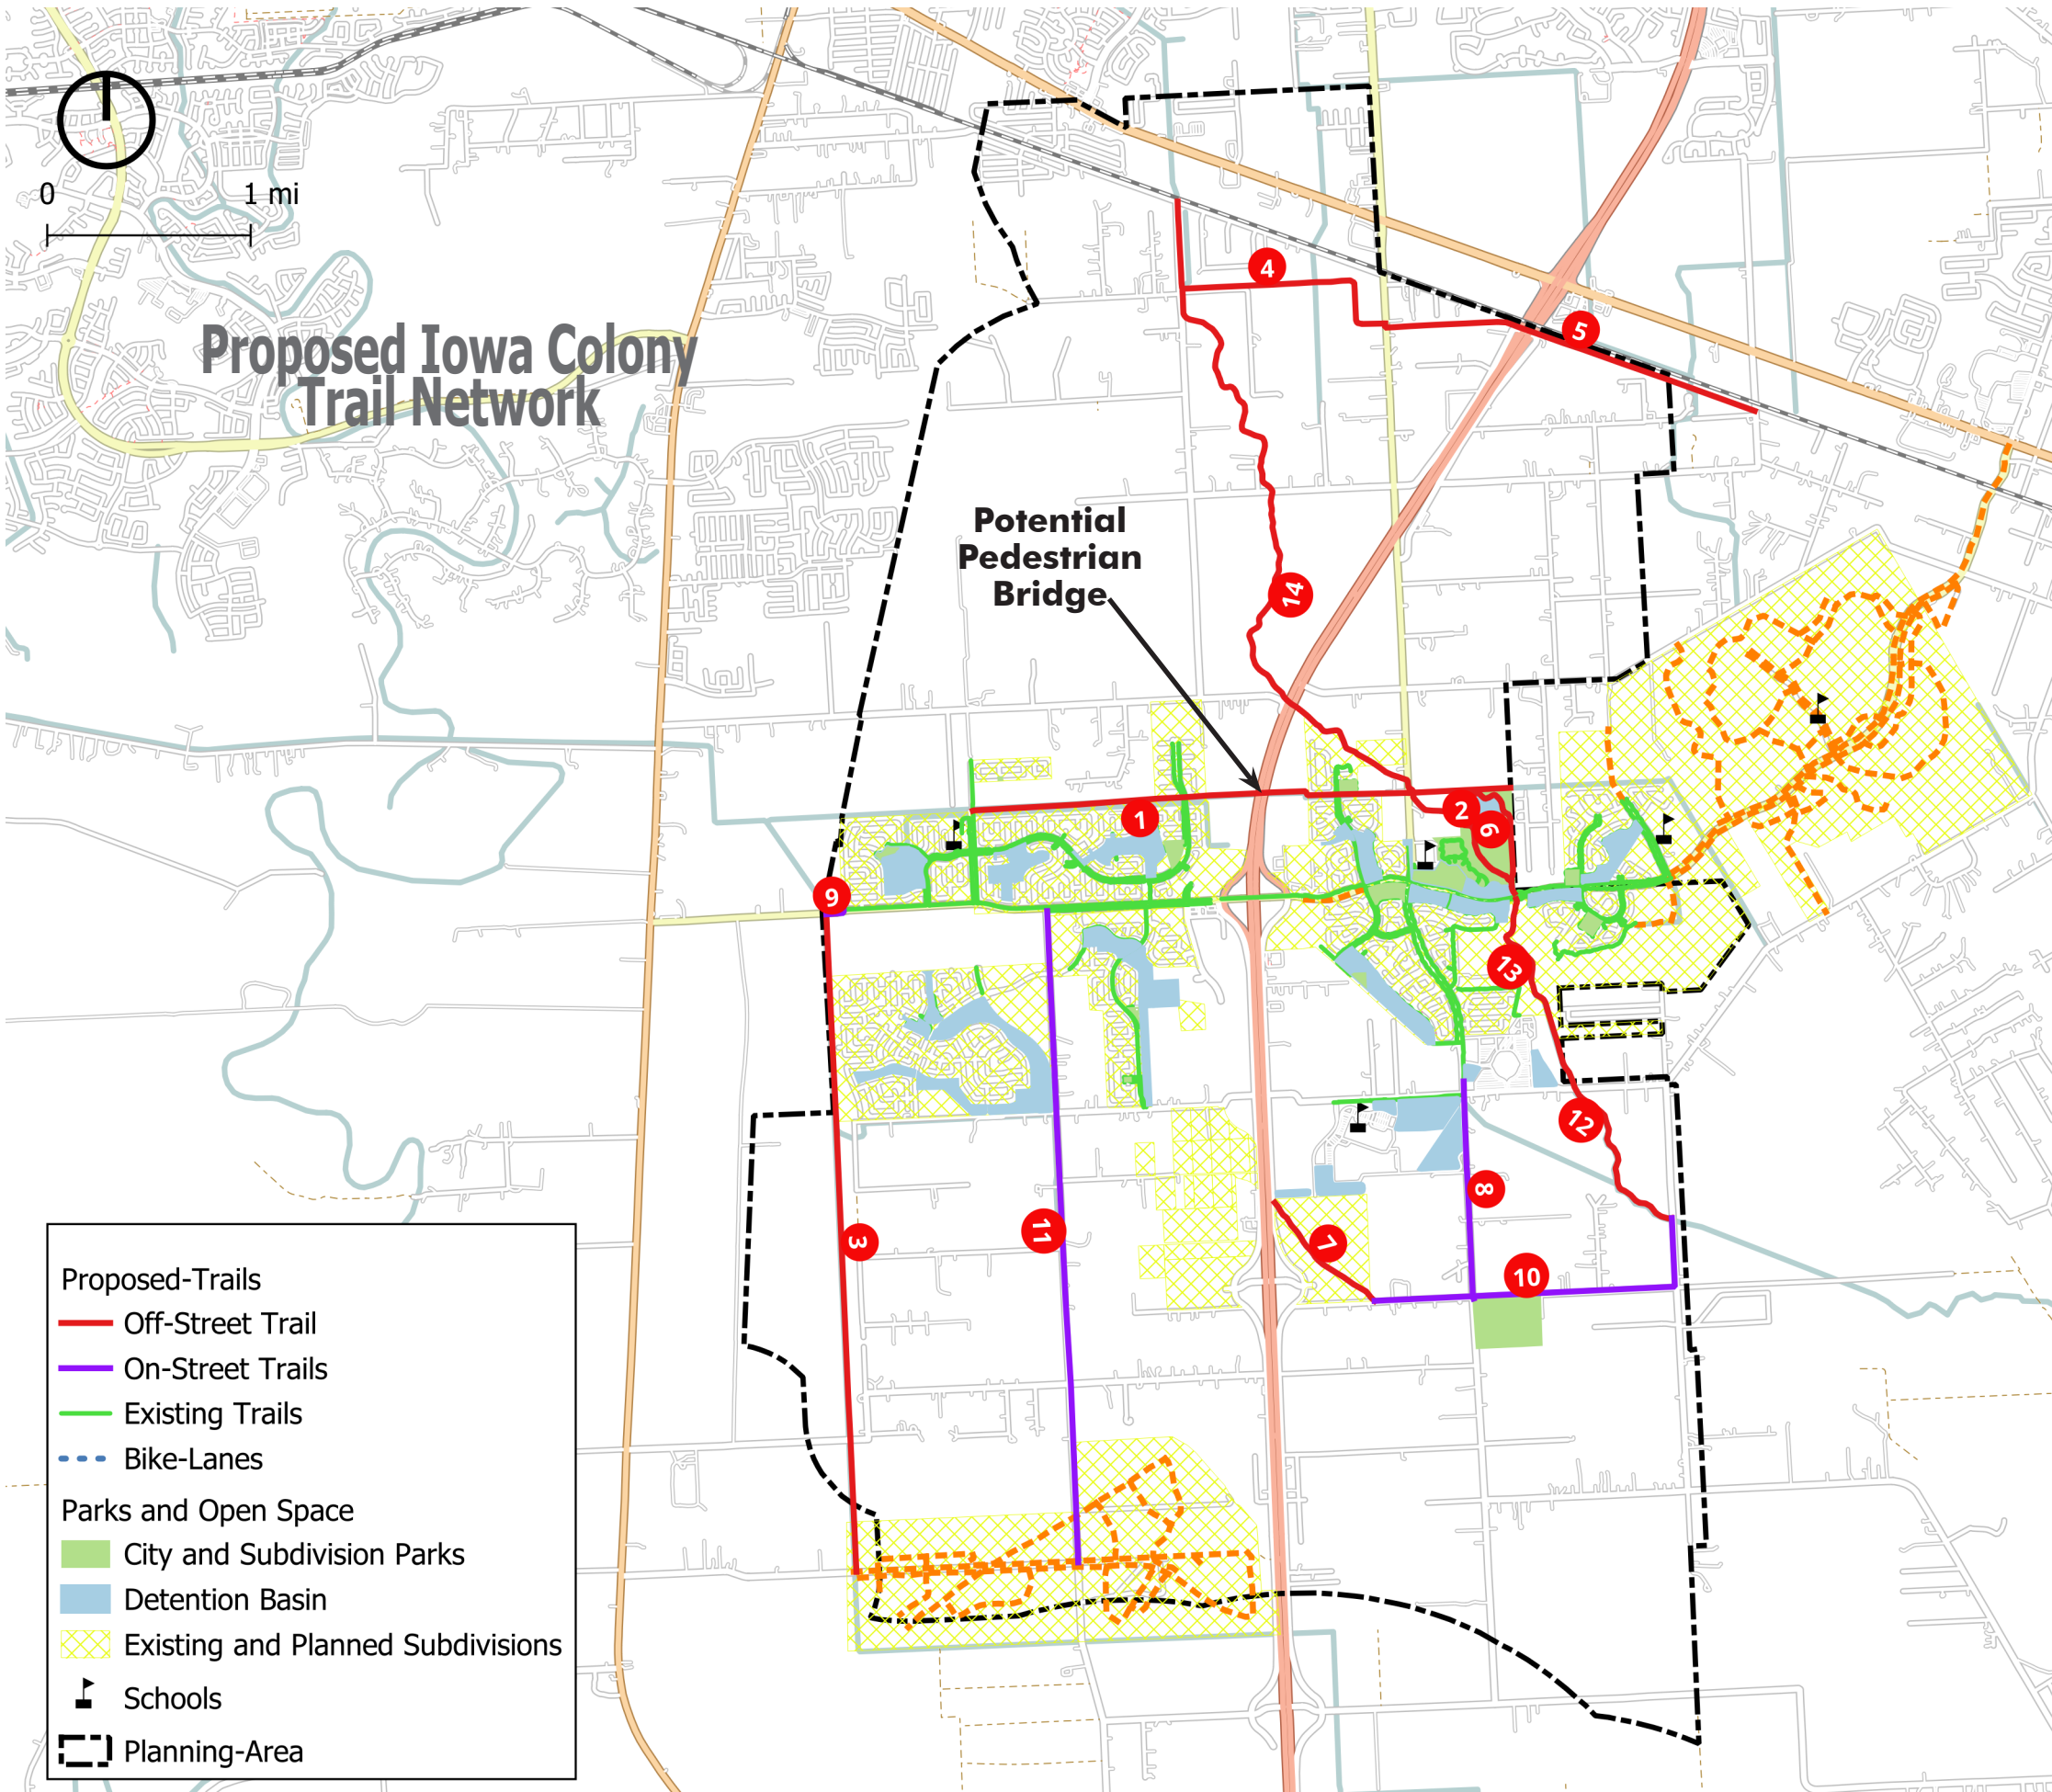 0 1 mi
Proposed Iowa Colony
Trail Network
4
5
Potential
Pedestrian
Bridge
14
1
2
6
9
13
12
8
3
11
7
10
Proposed-Trails
Off-Street Trail
On-Street Trails
Existing Trails
Bike-Lanes
Parks and Open Space
City and Subdivision Parks
Detention Basin
Existing and Planned Subdivisions
Schools
Planning-Area